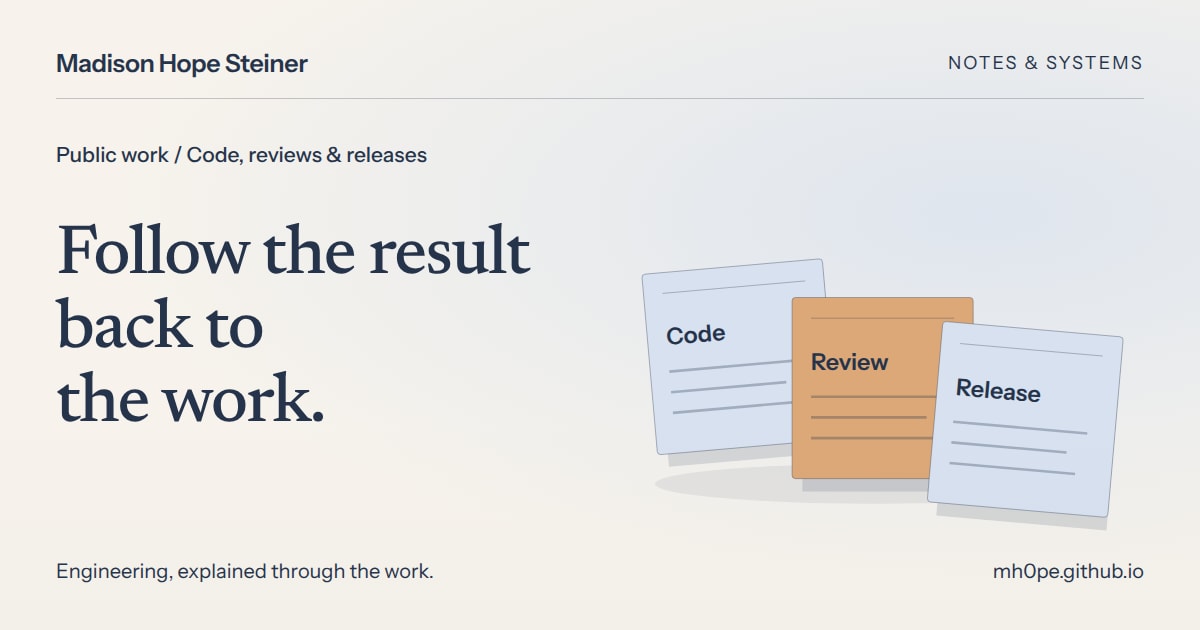 Madison Hope Steiner
NOTES & SYSTEMS
Public work / Code, reviews & releases
Follow the result
back to
the work.
Code
Review
Release
Engineering, explained through the work.
mh0pe.github.io